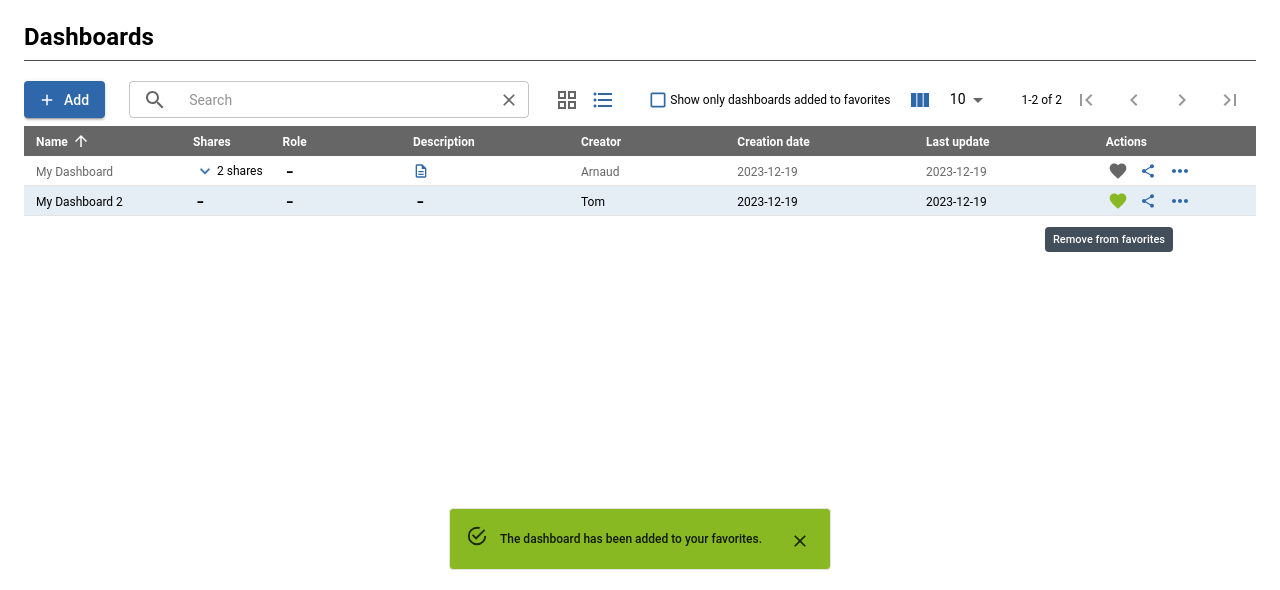 Dashboards
Add
Search
Show only dashboards added to favorites
10
1-2 of 2
Name Shares Role Description Creator Creation date Last update Actions
My Dashboard 2 shares – Arnaud 2023-12-19 2023-12-19
My Dashboard 2 – – – Tom 2023-12-19 2023-12-19
Remove from favorites
The dashboard has been added to your favorites.